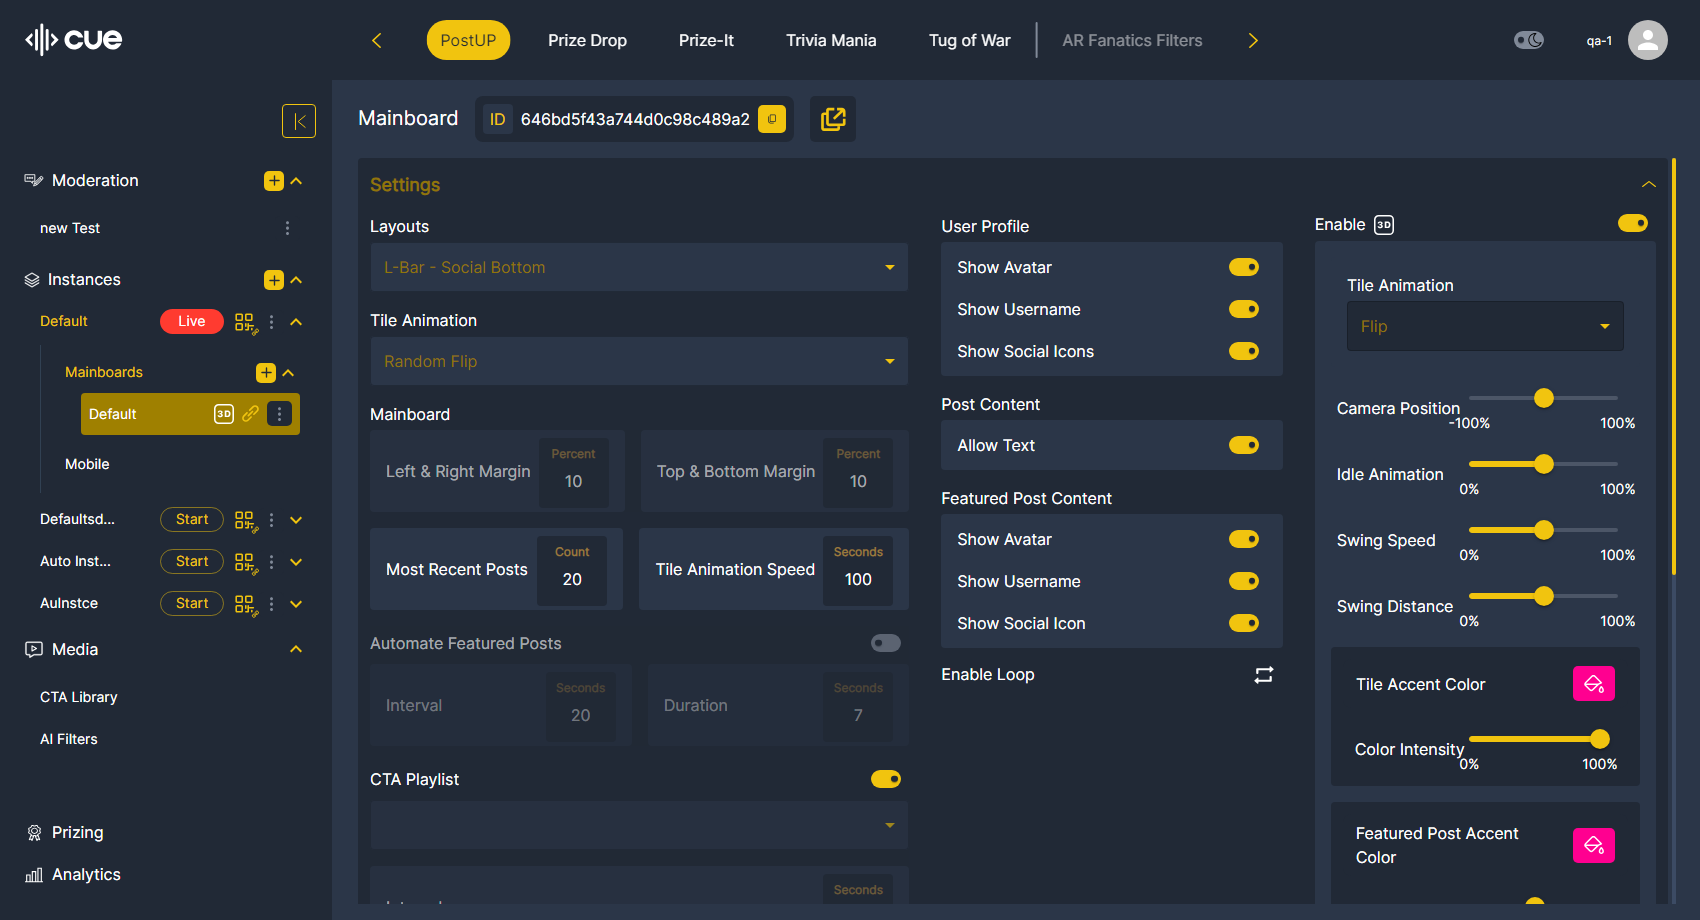 cue
PostUP
Prize Drop
Prize-It
Trivia Mania
Tug of War
AR Fanatics Filters
qa-1
Moderation
new Test
Instances
Default
Live
Mainboards
Default
3D
Mobile
Defaultsd...
Start
Auto Inst...
Start
AuInstce
Start
Media
CTA Library
AI Filters
Prizing
Analytics
Mainboard
ID
646bd5f43a744d0c98c489a2
Settings
Layouts
L-Bar - Social Bottom
Tile Animation
Random Flip
Mainboard
Left & Right Margin
Percent
10
Top & Bottom Margin
Percent
10
Most Recent Posts
Count
20
Tile Animation Speed
Seconds
100
Automate Featured Posts
Interval
Seconds
20
Duration
Seconds
7
CTA Playlist
Seconds
User Profile
Show Avatar
Show Username
Show Social Icons
Post Content
Allow Text
Featured Post Content
Show Avatar
Show Username
Show Social Icon
Enable Loop
Enable 3D
Tile Animation
Flip
Camera Position
-100%
100%
Idle Animation
0%
100%
Swing Speed
0%
100%
Swing Distance
0%
100%
Tile Accent Color
Color Intensity
0%
100%
Featured Post Accent
Color